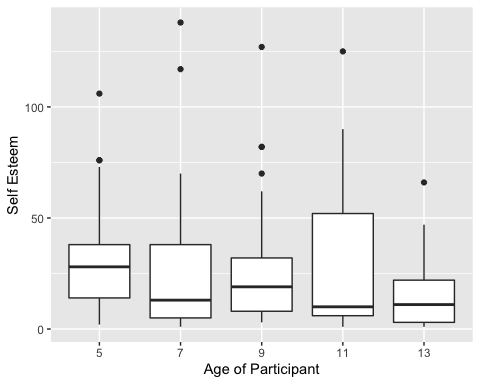 Self Esteem
100
50
0
5 7 9 11 13
Age of Participant